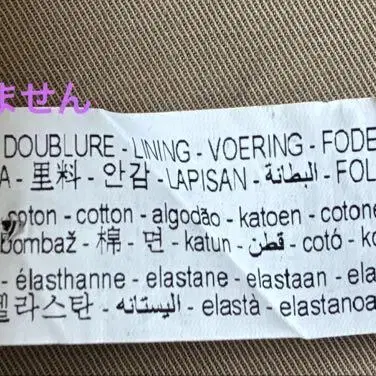 ません
DOUBLURE - LINING - VOERING - FODE
A - 里料 - 안감 - LAPISAN - البطانة - FOL
coton - cotton - algodão - katoen - cotone
bombaž - 棉 - 면 - katun - قطن - cotó - ko
- élasthanne - elastane - elastaan - ela
엘라스탄 - اليستانه - elastà - elastanoa